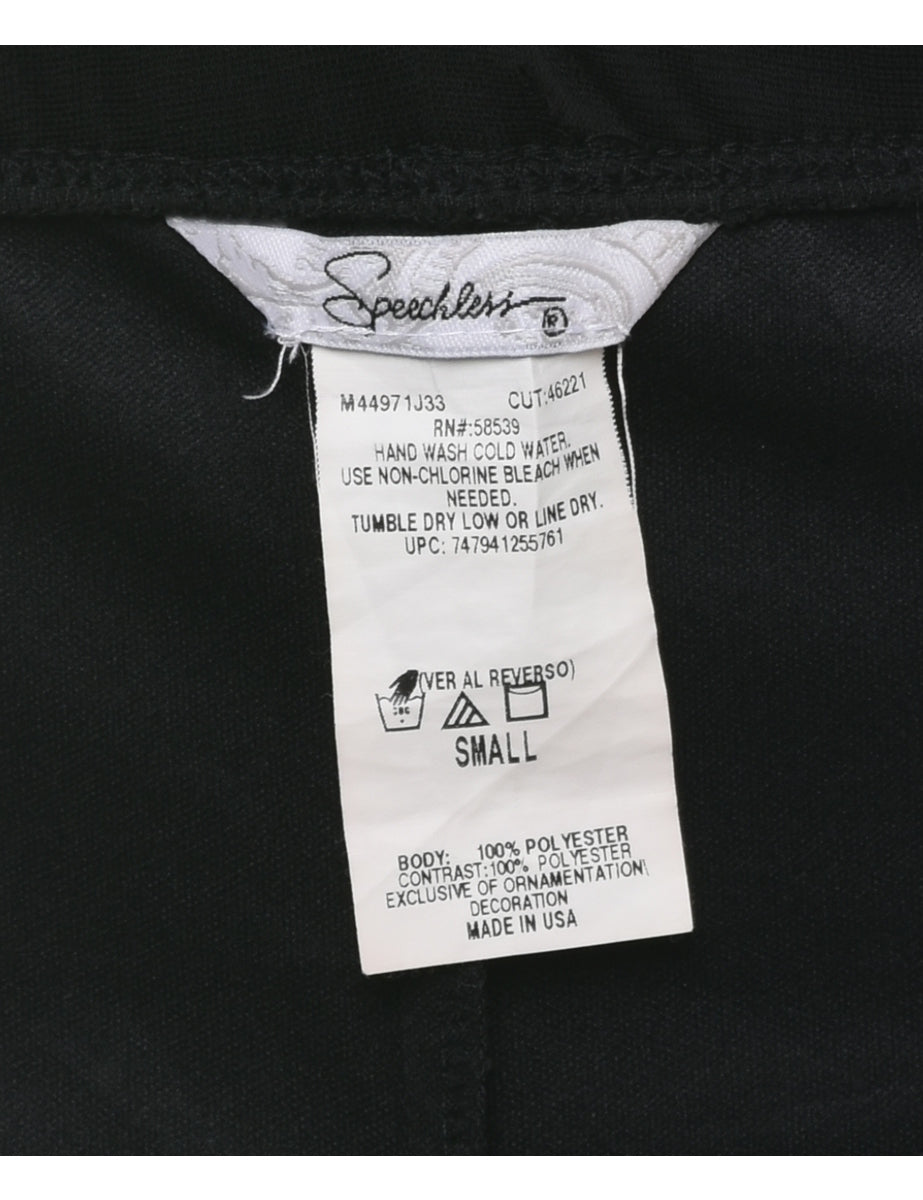 Speechless ®
M44971J33 CUT:46221
RN#:58539
HAND WASH COLD WATER.
USE NON-CHLORINE BLEACH WHEN
NEEDED.
TUMBLE DRY LOW OR LINE DRY.
UPC: 747941255761
(VER AL REVERSO)
SMALL
BODY: 100% POLYESTER
CONTRAST:100% POLYESTER
EXCLUSIVE OF ORNAMENTATION\
DECORATION
MADE IN USA